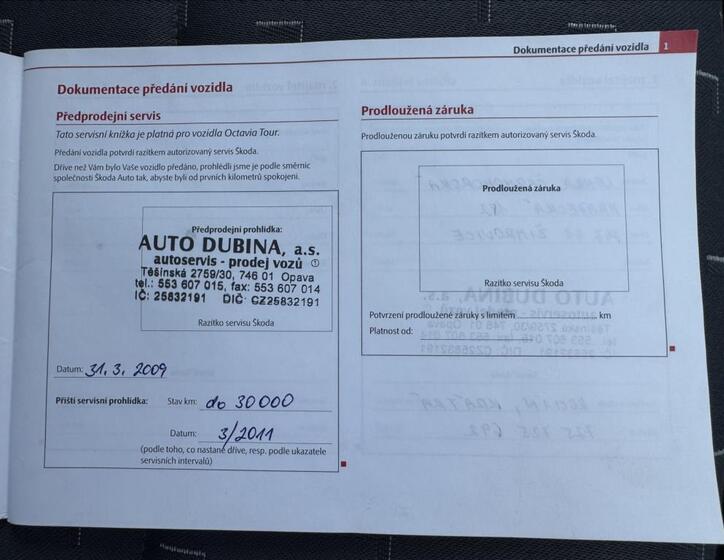 Dokumentace předání vozidla 1
Dokumentace předání vozidla
Předprodejní servis
Tato servisní knížka je platná pro vozidla Octavia Tour.
Předání vozidla potvrdí razítkem autorizovaný servis Škoda.
Dříve než Vám bylo Vaše vozidlo předáno, prohlédli jsme je podle směrnic
společnosti Škoda Auto tak, abyste byli od prvních kilometrů spokojeni.
Předprodejní prohlídka:
AUTO DUBINA, a.s.
autoservis - prodej vozů ①
Těšínská 2759/30, 746 01 Opava
tel.: 553 607 015, fax: 553 607 014
IČ: 25832191 DIČ: CZ25832191
Razítko servisu Škoda
Datum: 31. 3. 2009
Příští servisní prohlídka: Stav km: do 30 000
Datum: 3/2011
(podle toho, co nastane dříve, resp. podle ukazatele
servisních intervalů)
Prodloužená záruka
Prodlouženou záruku potvrdí razítkem autorizovaný servis Škoda.
Prodloužená záruka
Razítko servisu Škoda
Potvrzení prodloužené záruky s limitem km
Platnost od: